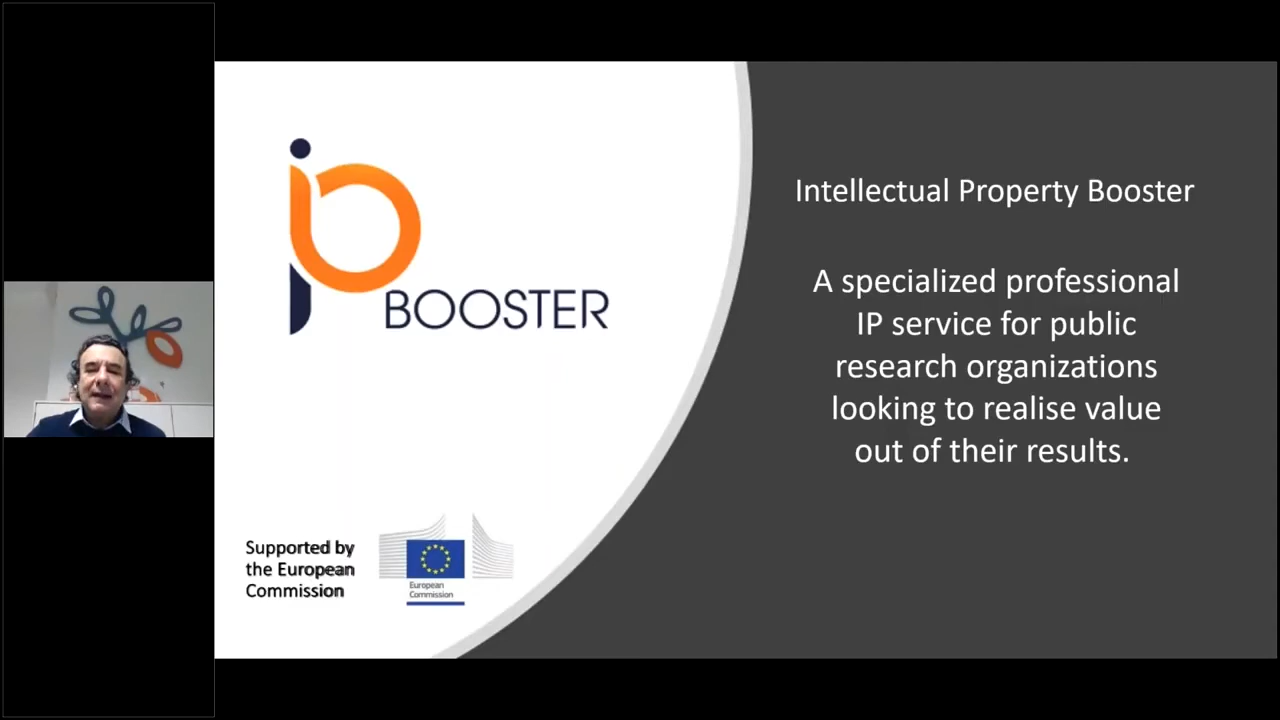 ip
BOOSTER
Supported by
the European
Commission
European
Commission
Intellectual Property Booster
A specialized professional
IP service for public
research organizations
looking to realise value
out of their results.